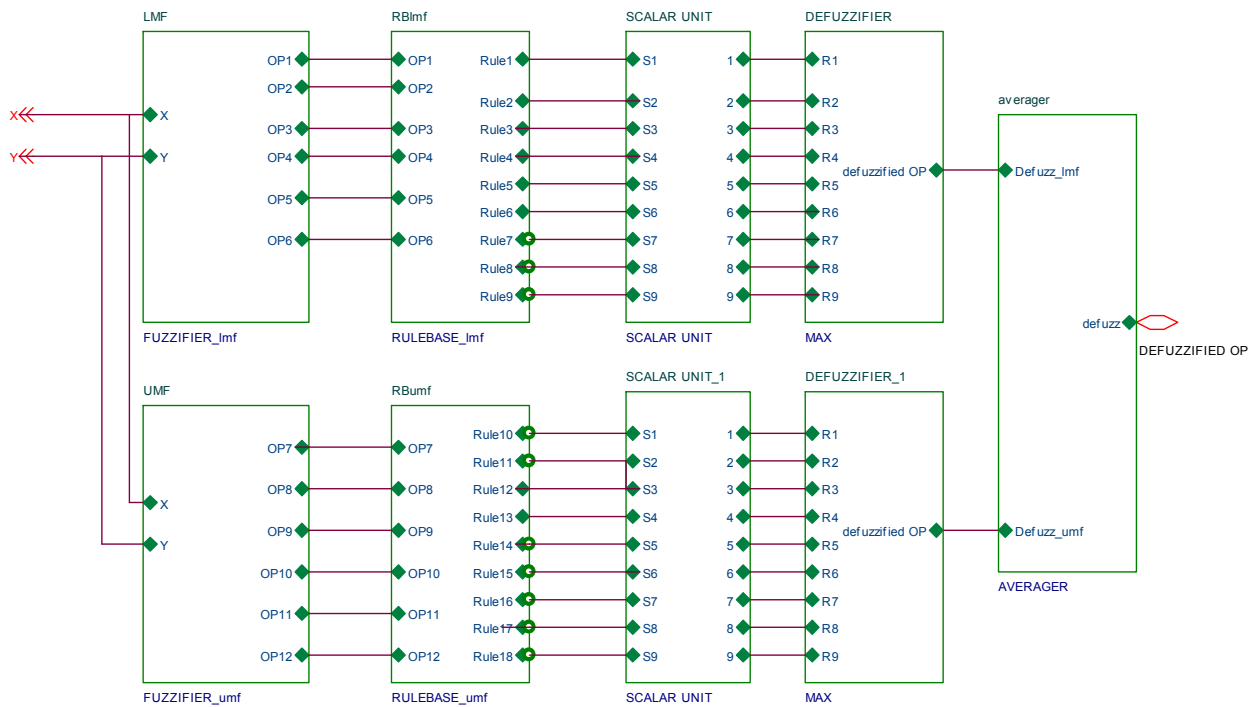 LMF
RBlmf
SCALAR UNIT
DEFUZZIFIER
OP1
OP1
Rule1
S1
1
R1
OP2
OP2
Rule2
S2
2
R2
averager
X
X
OP3
OP3
Rule3
S3
3
R3
Y
Y
OP4
OP4
Rule4
S4
4
R4
defuzzified OP
Defuzz_lmf
OP5
OP5
Rule5
S5
5
R5
Rule6
S6
6
R6
OP6
OP6
Rule7
S7
7
R7
Rule8
S8
8
R8
Rule9
S9
9
R9
FUZZIFIER_lmf
RULEBASE_lmf
SCALAR UNIT
MAX
defuzz
DEFUZZIFIED OP
UMF
RBumf
SCALAR UNIT_1
DEFUZZIFIER_1
Rule10
S1
1
R1
OP7
OP7
Rule11
S2
2
R2
OP8
OP8
Rule12
S3
3
R3
X
Rule13
S4
4
R4
OP9
OP9
defuzzified OP
Defuzz_umf
Y
Rule14
S5
5
R5
OP10
OP10
Rule15
S6
6
R6
AVERAGER
Rule16
S7
7
R7
OP11
OP11
Rule17
S8
8
R8
OP12
OP12
Rule18
S9
9
R9
FUZZIFIER_umf
RULEBASE_umf
SCALAR UNIT
MAX